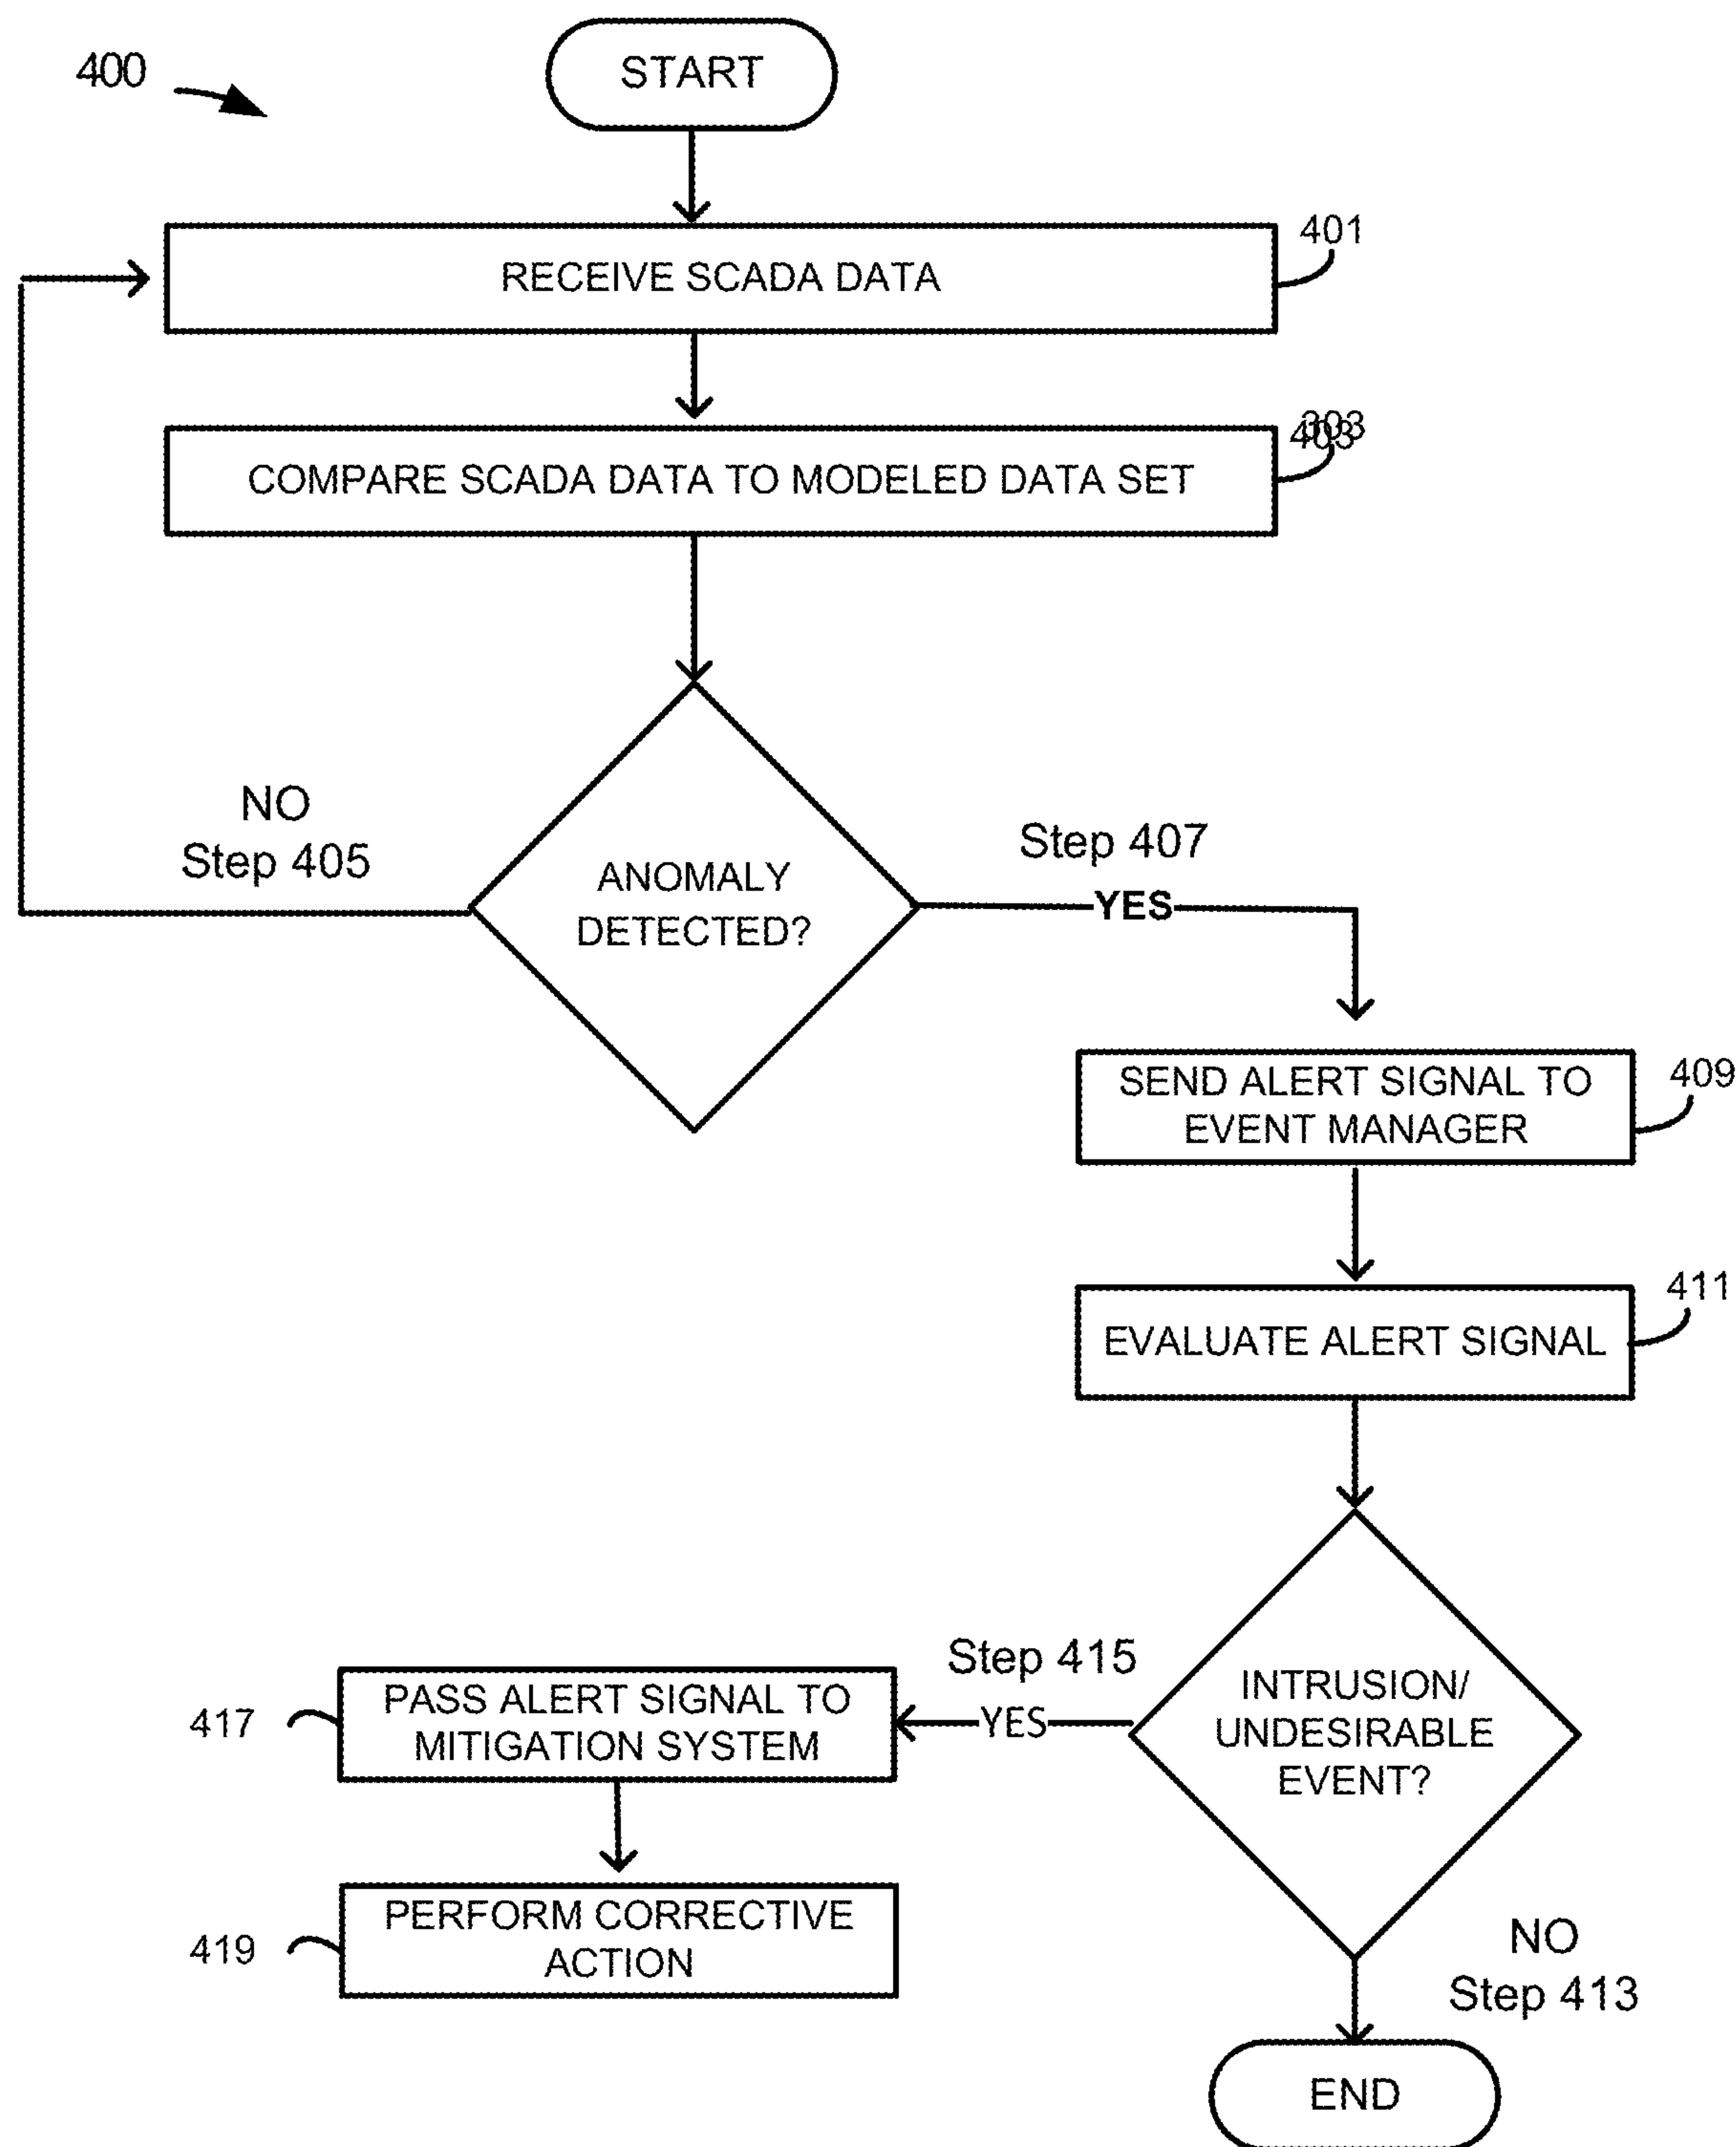 400
START
401
RECEIVE SCADA DATA
403
COMPARE SCADA DATA TO MODELED DATA SET
NO
Step 405
Step 407
ANOMALY
DETECTED?
YES
SEND ALERT SIGNAL TO
EVENT MANAGER
409
411
EVALUATE ALERT SIGNAL
Step 415
YES
INTRUSION/
UNDESIRABLE
EVENT?
417
PASS ALERT SIGNAL TO
MITIGATION SYSTEM
419
PERFORM CORRECTIVE
ACTION
NO
Step 413
END